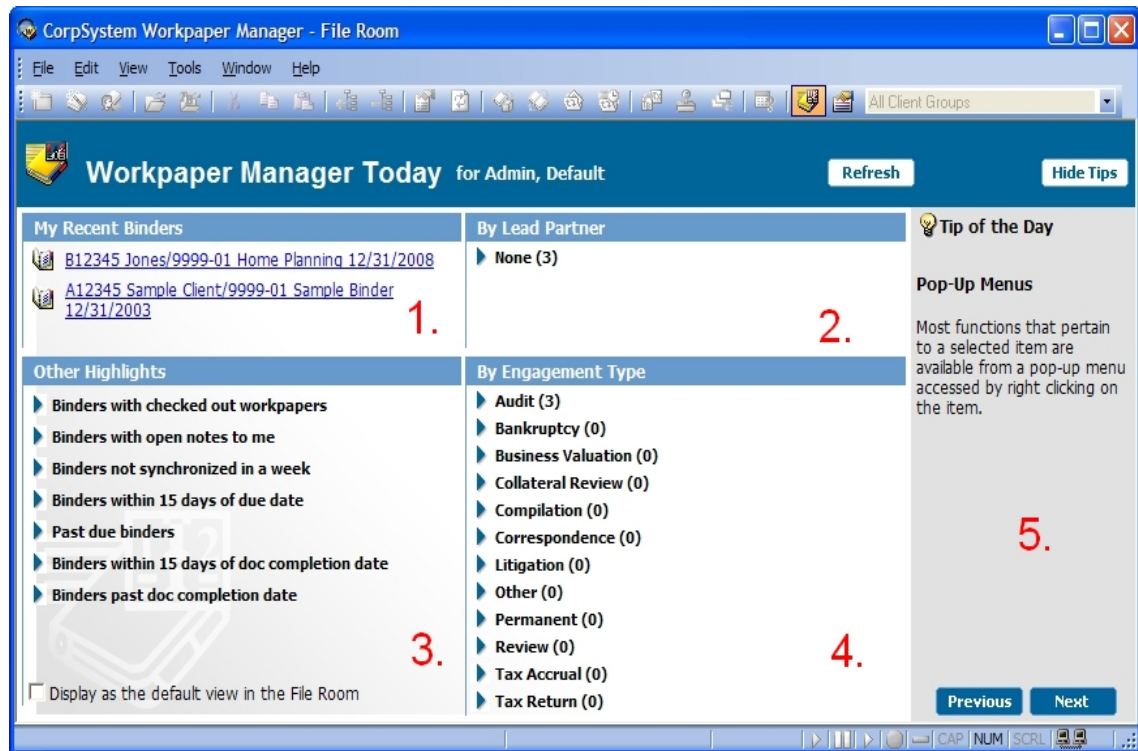 CorpSystem Workpaper Manager - File Room
File Edit View Tools Window Help
All Client Groups
Workpaper Manager Today for Admin, Default
Refresh
Hide Tips
My Recent Binders
B12345 Jones/9999-01 Home Planning 12/31/2008
A12345 Sample Client/9999-01 Sample Binder
12/31/2003
1.
By Lead Partner
None (3)
2.
Other Highlights
Binders with checked out workpapers
Binders with open notes to me
Binders not synchronized in a week
Binders within 15 days of due date
Past due binders
Binders within 15 days of doc completion date
Binders past doc completion date
3.
Display as the default view in the File Room
By Engagement Type
Audit (3)
Bankruptcy (0)
Business Valuation (0)
Collateral Review (0)
Compilation (0)
Correspondence (0)
Litigation (0)
Other (0)
Permanent (0)
Review (0)
Tax Accrual (0)
Tax Return (0)
4.
Tip of the Day
Pop-Up Menus
Most functions that pertain
to a selected item are
available from a pop-up menu
accessed by right clicking on
the item.
5.
Previous
Next
CAP NUM SCRL